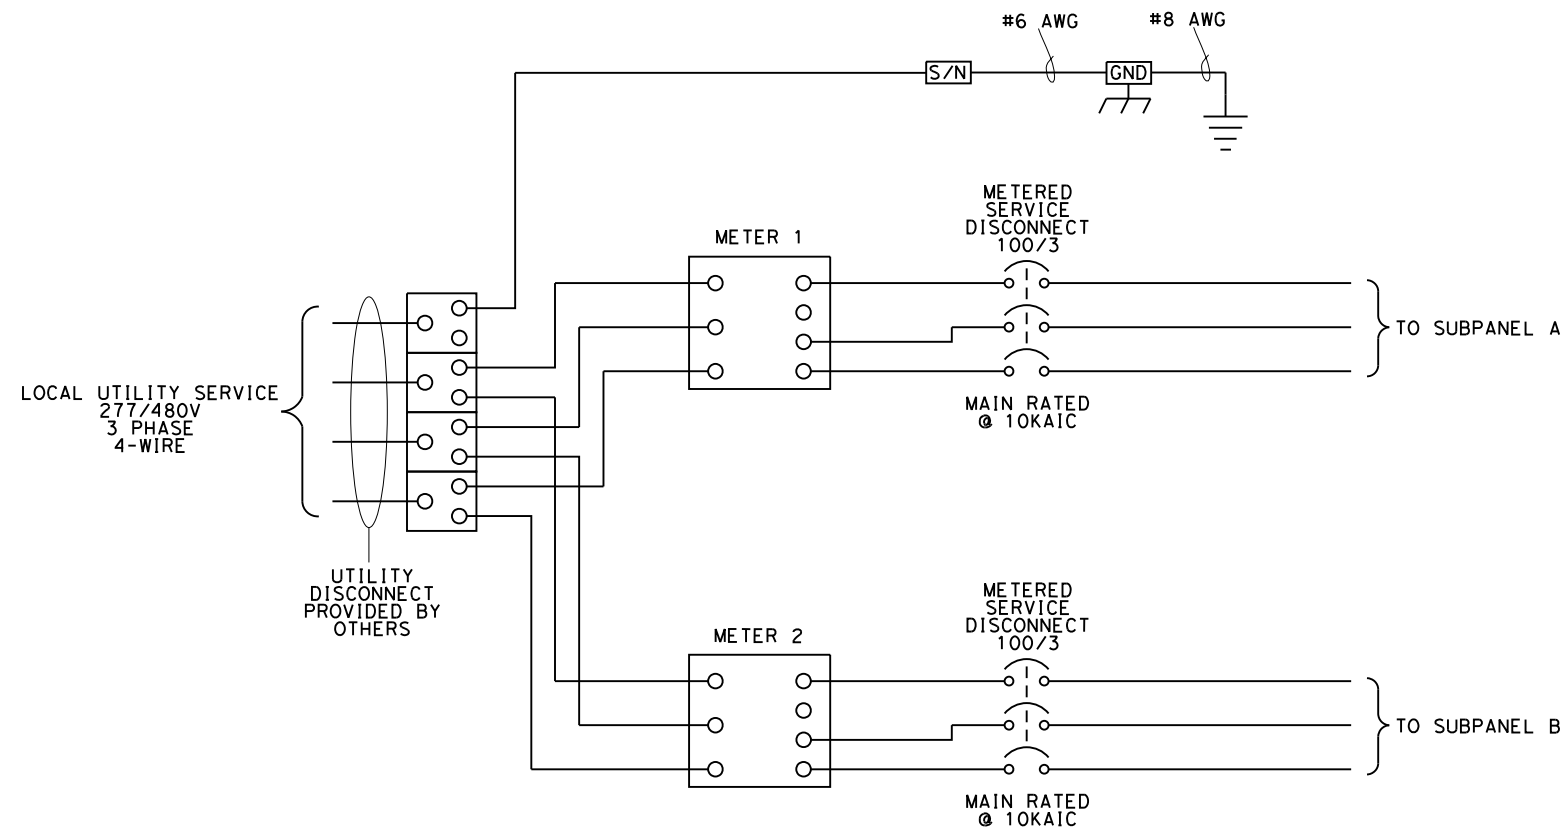 #6 AWG
#8 AWG
S/N
GND
METERED
SERVICE
DISCONNECT
100/3
METER 1
TO SUBPANEL A
LOCAL UTILITY SERVICE
277/480V
3 PHASE
4-WIRE
MAIN RATED
@ 10KAIC
UTILITY
DISCONNECT
PROVIDED BY
OTHERS
METERED
SERVICE
DISCONNECT
100/3
METER 2
TO SUBPANEL B
MAIN RATED
@ 10KAIC